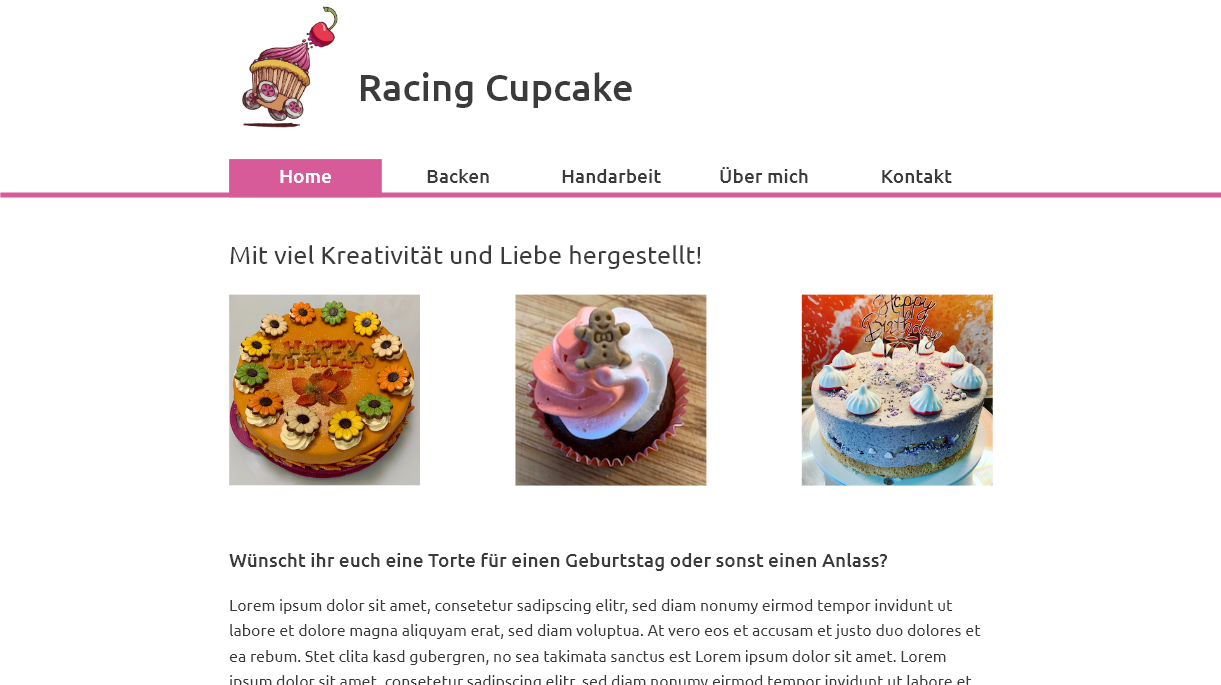 Racing Cupcake
Home Backen Handarbeit Über mich Kontakt
Mit viel Kreativität und Liebe hergestellt!
HAPPY
BIRTHDAY
Happy
Birthday
Wünscht ihr euch eine Torte für einen Geburtstag oder sonst einen Anlass?
Lorem ipsum dolor sit amet, consetetur sadipscing elitr, sed diam nonumy eirmod tempor invidunt ut
labore et dolore magna aliquyam erat, sed diam voluptua. At vero eos et accusam et justo duo dolores et
ea rebum. Stet clita kasd gubergren, no sea takimata sanctus est Lorem ipsum dolor sit amet. Lorem
ipsum dolor sit amet, consetetur sadipscing elitr, sed diam nonumy eirmod tempor invidunt ut labore et